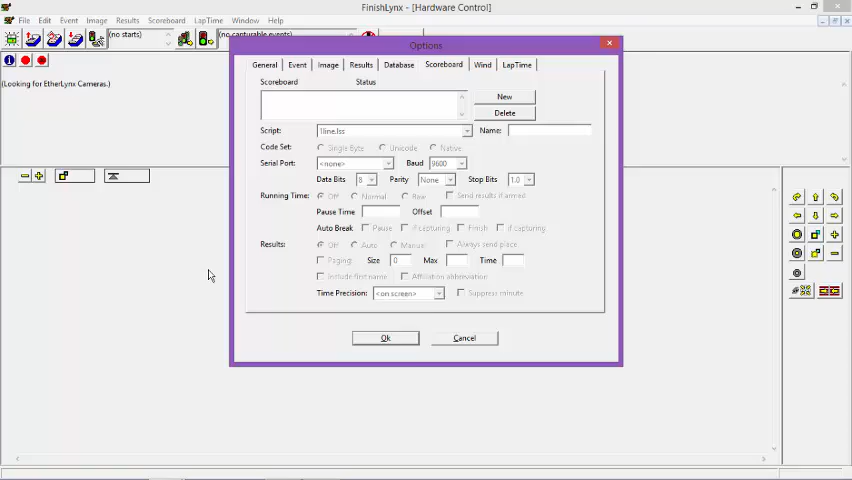 FinishLynx - [Hardware Control]
File Edit Event Image Results Scoreboard LapTime Window Help
(no starts)
(no capturable events)
(Looking for EtherLynx Cameras.)
Options
General Event Image Results Database Scoreboard Wind LapTime
Scoreboard Status
New
Delete
Script: 1line.lss Name:
Code Set: Single Byte Unicode Native
Serial Port: <none> Baud 9600
Data Bits 8 Parity None Stop Bits 1.0
Running Time: Off Normal Raw Send results if armed
Pause Time Offset
Auto Break Pause if capturing Finish if capturing
Results: Off Auto Manual Always send place
Paging: Size 0 Max Time
Include first name Affiliation abbreviation
Time Precision: <on screen> Suppress minute
Ok Cancel